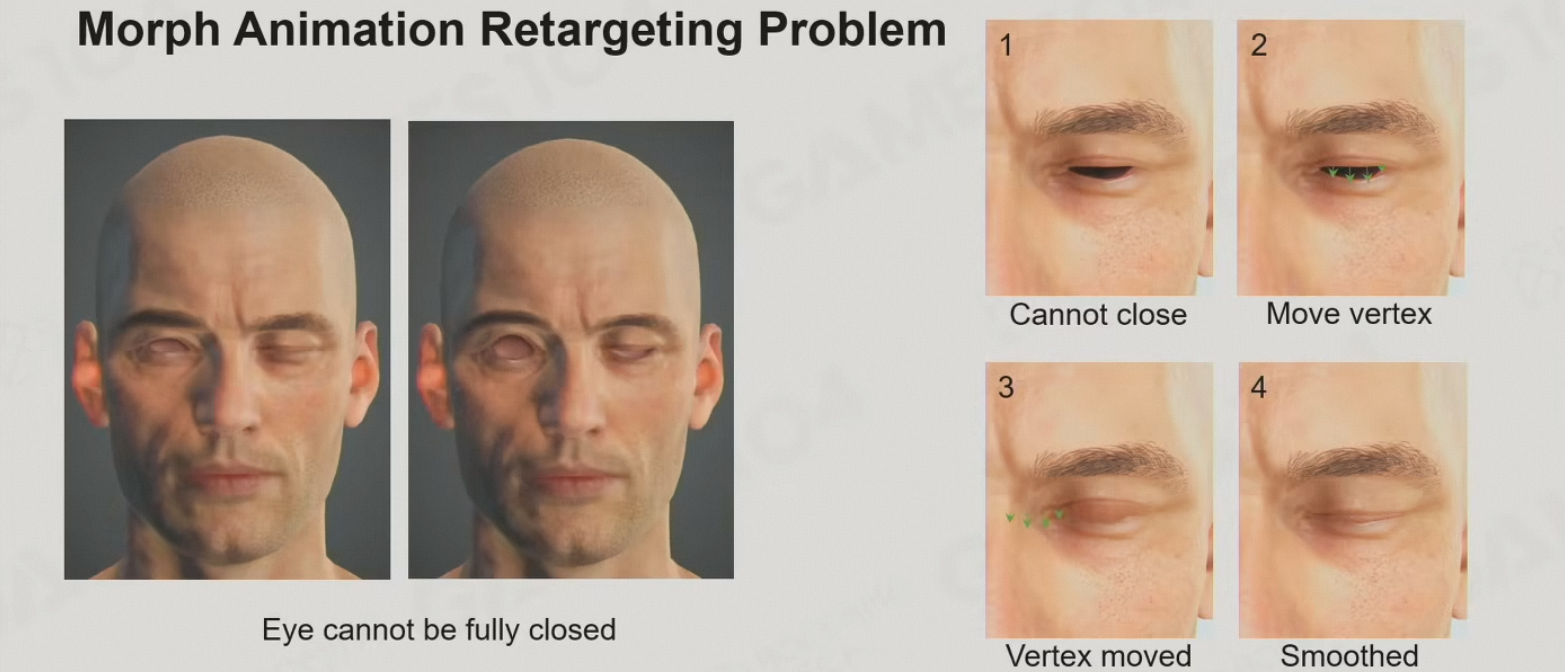 Morph Animation Retargeting Problem
1
2
Cannot close
Move vertex
3
4
Vertex moved
Smoothed
Eye cannot be fully closed